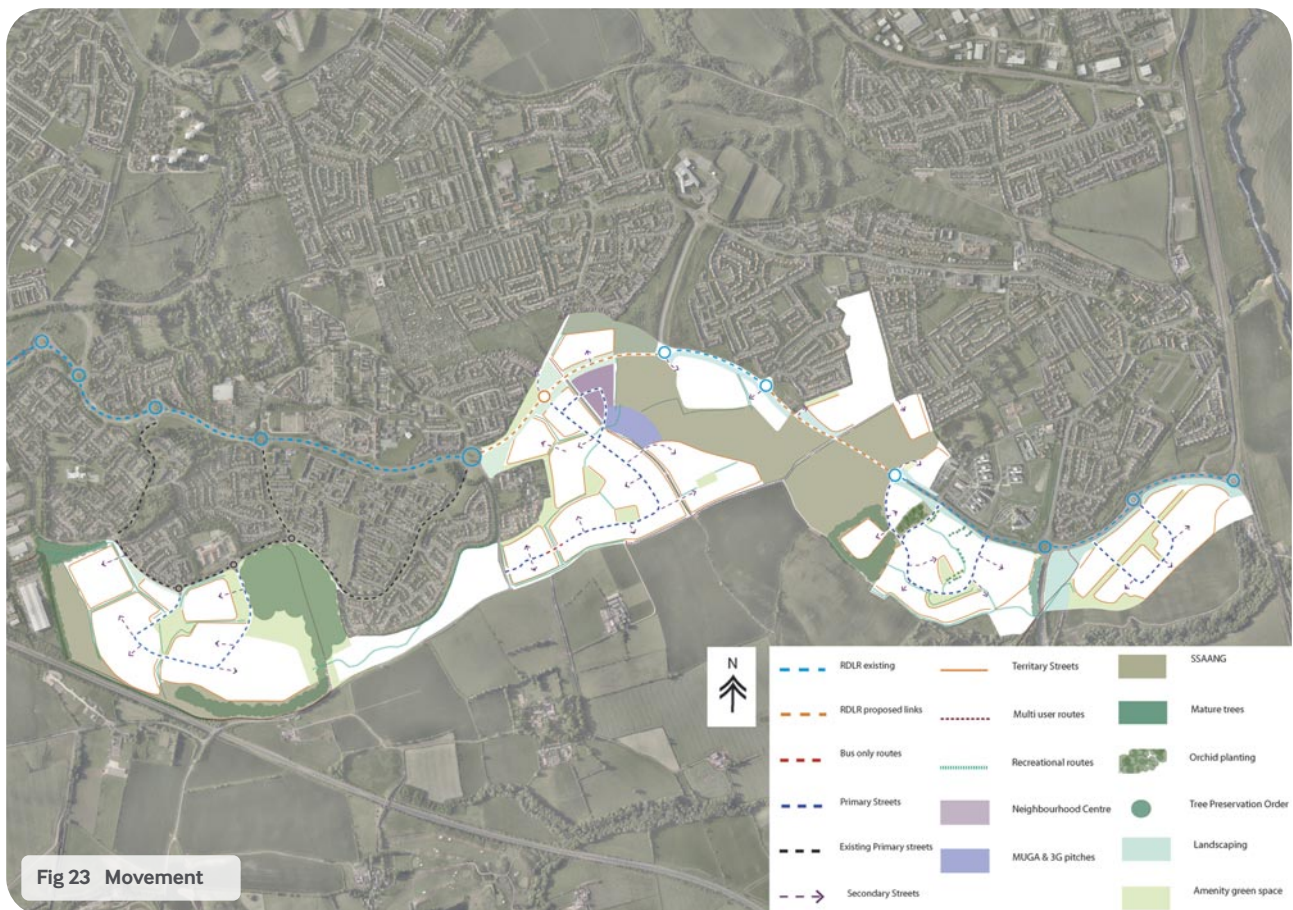 N
RDLR existing
RDLR proposed links
Bus only routes
Primary Streets
Existing Primary streets
Secondary Streets
Territary Streets
Multi user routes
Recreational routes
Neighbourhood Centre
MUGA & 3G pitches
SSAANG
Mature trees
Orchid planting
Tree Preservation Order
Landscaping
Amenity green space
Fig 23 Movement